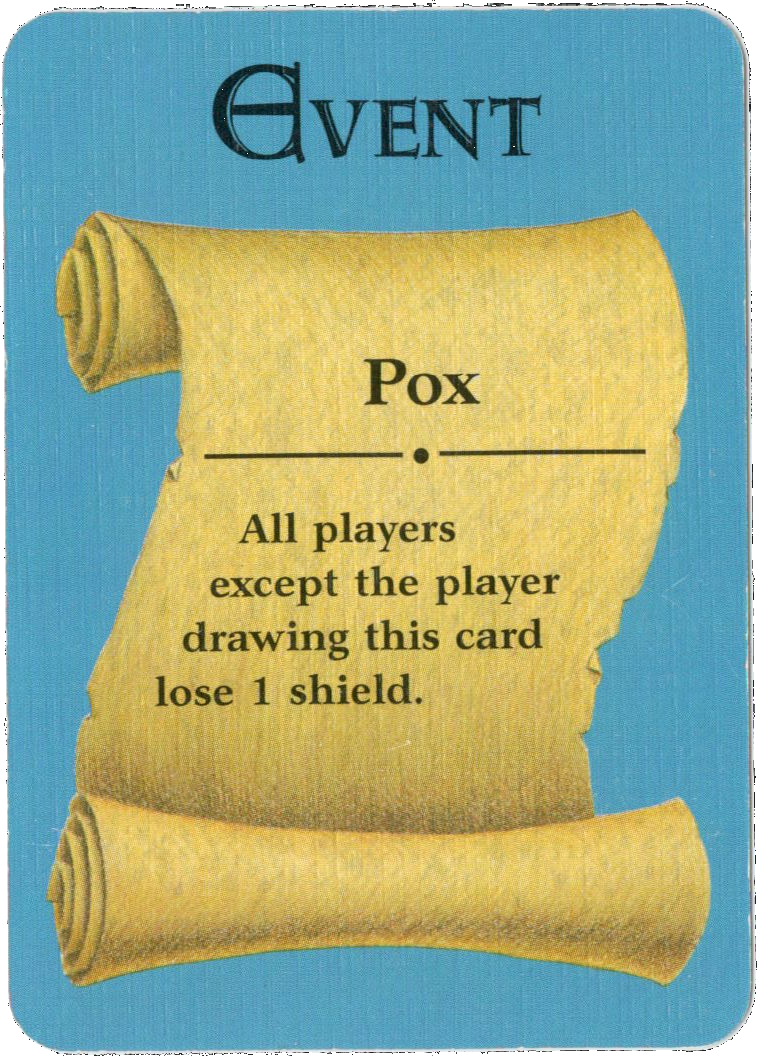 EVENT
Pox
All players
except the player
drawing this card
lose 1 shield.